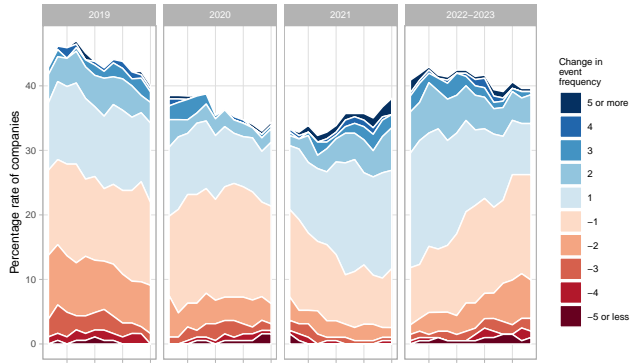 2019 2020 2021 2022–2023
Percentage rate of companies
40
30
20
10
0
Change in
event
frequency
5 or more
4
3
2
1
−1
−2
−3
−4
−5 or less